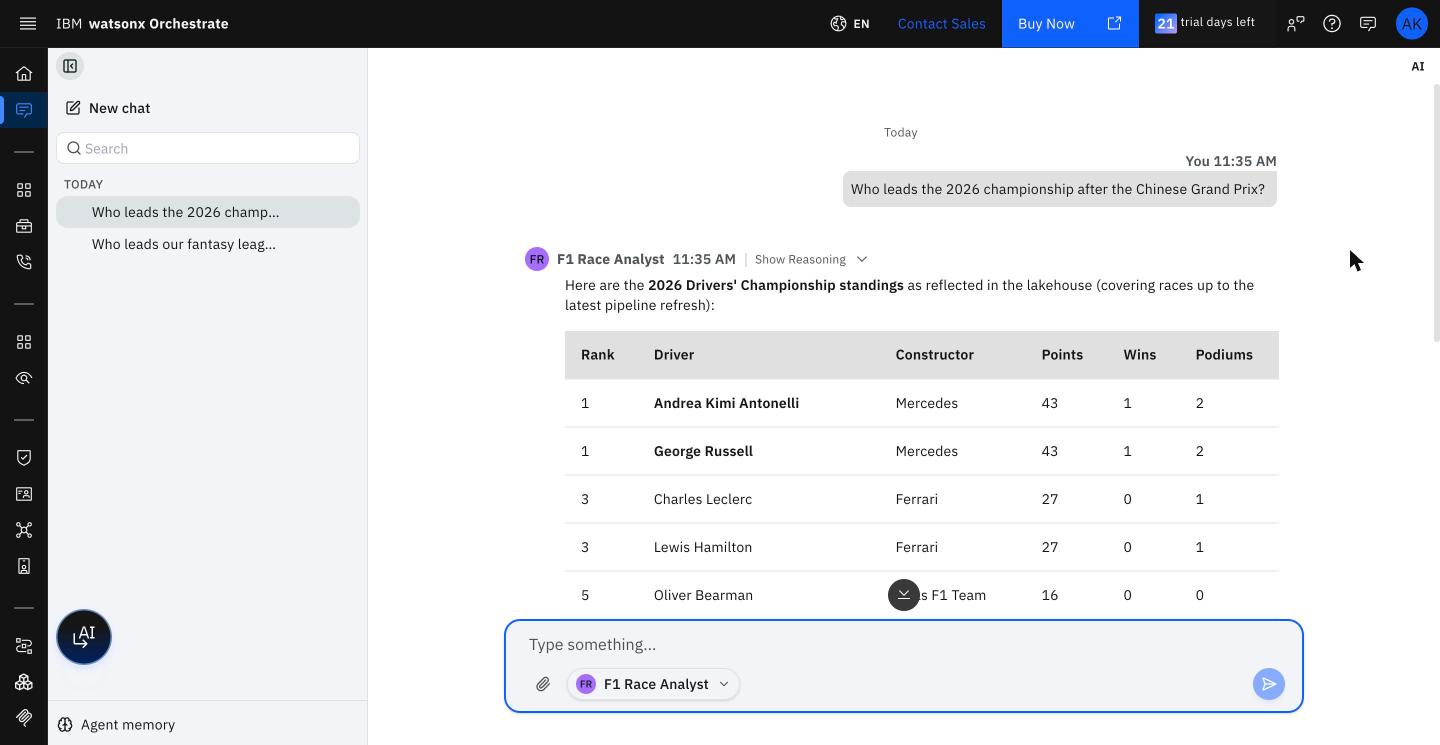 IBM watsonx Orchestrate
EN
Contact Sales
Buy Now
21 trial days left
AK
AI
New chat
Search
TODAY
Who leads the 2026 champ...
Who leads our fantasy leag...
AI
Agent memory
Today
You 11:35 AM
Who leads the 2026 championship after the Chinese Grand Prix?
FR F1 Race Analyst 11:35 AM | Show Reasoning
Here are the 2026 Drivers' Championship standings as reflected in the lakehouse (covering races up to the
latest pipeline refresh):
Rank Driver Constructor Points Wins Podiums
1 Andrea Kimi Antonelli Mercedes 43 1 2
1 George Russell Mercedes 43 1 2
3 Charles Leclerc Ferrari 27 0 1
3 Lewis Hamilton Ferrari 27 0 1
5 Oliver Bearman F1 Team 16 0 0
Type something...
FR F1 Race Analyst